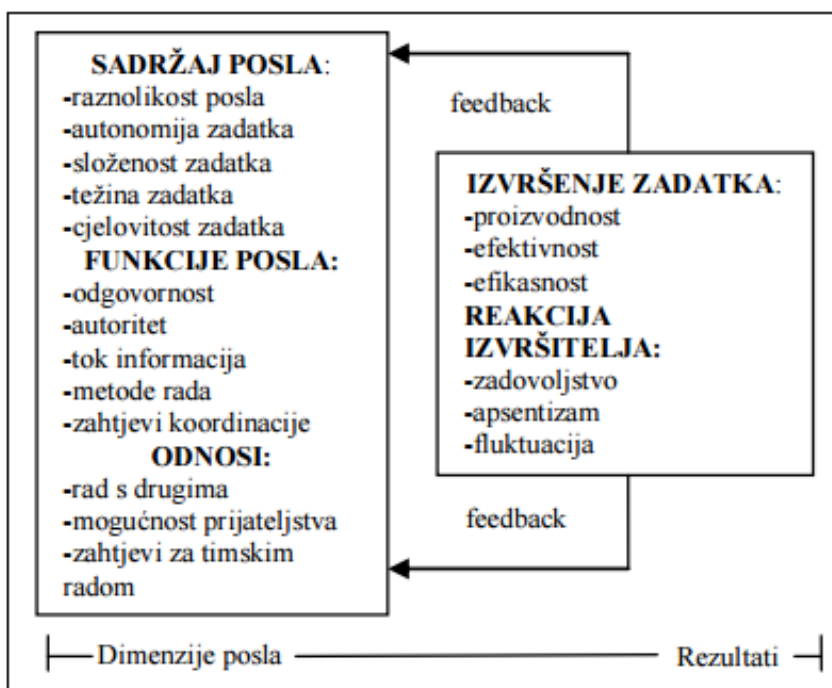 SADRŽAJ POSLA:
-raznolikost posla
-autonomija zadatka
-složenost zadatka
-težina zadatka
-cjelovitost zadatka
FUNKCIJE POSLA:
-odgovornost
-autoritet
-tok informacija
-metode rada
-zahtjevi koordinacije
ODNOSI:
-rad s drugima
-mogućnost prijateljstva
-zahtjevi za timskim
radom
feedback
IZVRŠENJE ZADATKA:
-proizvodnost
-efektivnost
-efikasnost
REAKCIJA
IZVRŠITELJA:
-zadovoljstvo
-apsentizam
-fluktuacija
feedback
Dimenzije posla
Rezultati